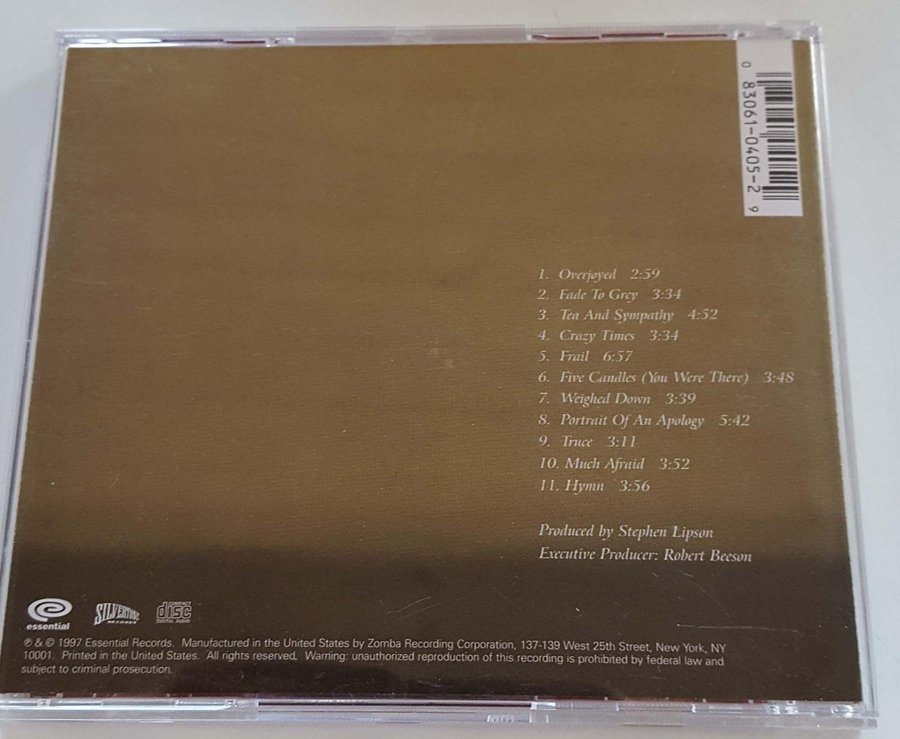 0 83061-0405-2 9
1. Overjoyed 2:59
2. Fade To Grey 3:34
3. Tea And Sympathy 4:52
4. Crazy Times 3:34
5. Frail 6:57
6. Five Candles (You Were There) 3:48
7. Weighed Down 3:39
8. Portrait Of An Apology 5:42
9. Truce 3:11
10. Much Afraid 3:52
11. Hymn 3:56
Produced by Stephen Lipson
Executive Producer: Robert Beeson
essential
SILVERTONE
RECORDS
COMPACT
disc
DIGITAL AUDIO
℗ & © 1997 Essential Records. Manufactured in the United States by Zomba Recording Corporation, 137-139 West 25th Street, New York, NY
10001. Printed in the United States. All rights reserved. Warning: unauthorized reproduction of this recording is prohibited by federal law and
subject to criminal prosecution.